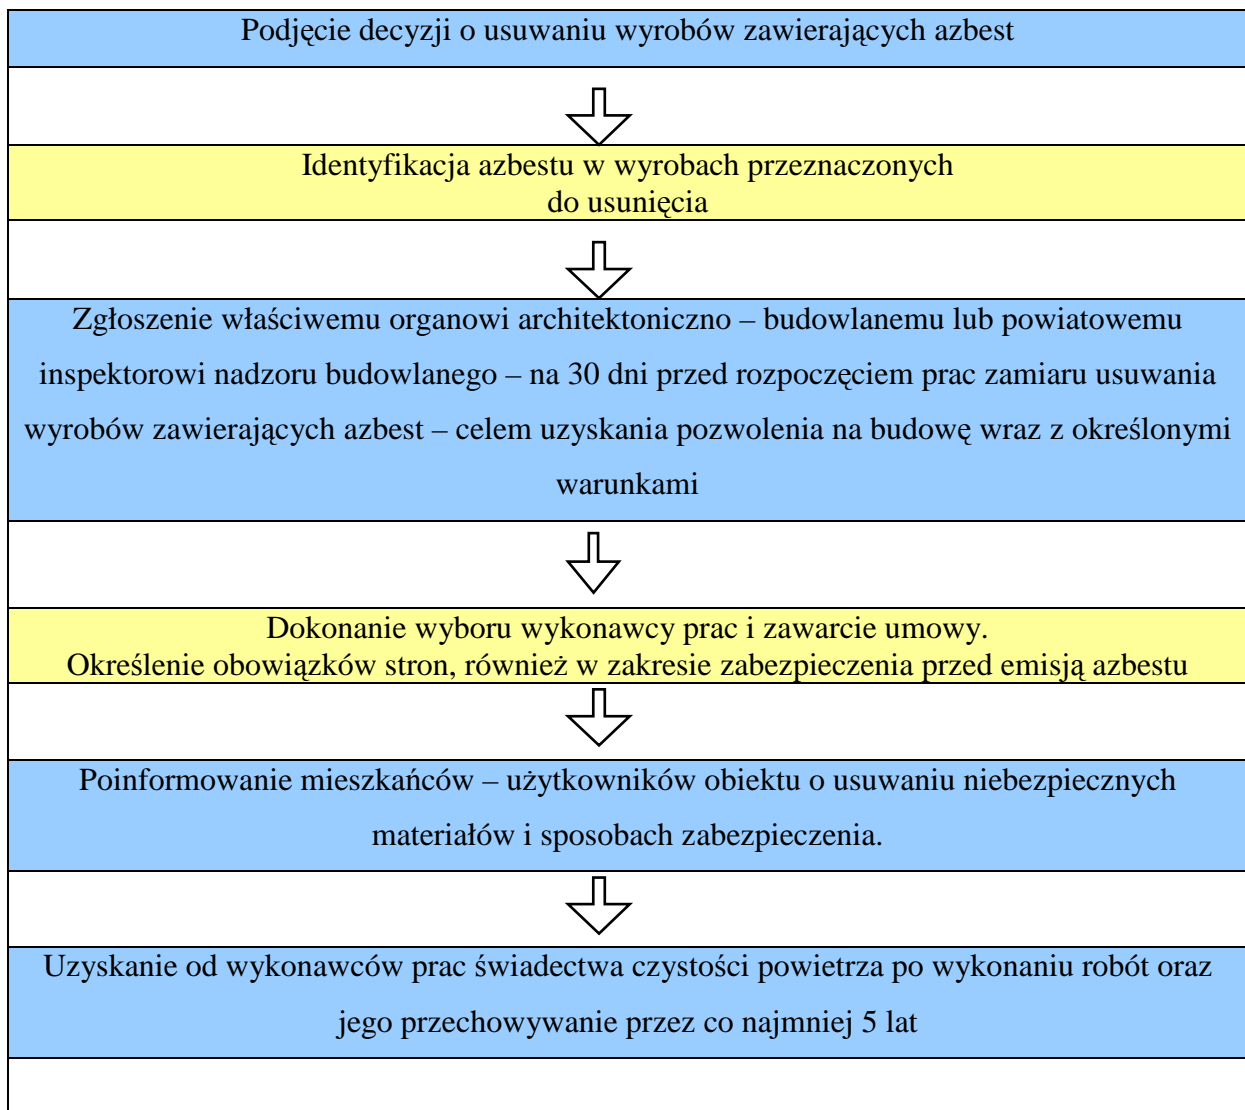 Podjęcie decyzji o usuwaniu wyrobów zawierających azbest
Identyfikacja azbestu w wyrobach przeznaczonych
do usunięcia
Zgłoszenie właściwemu organowi architektoniczno – budowlanemu lub powiatowemu
inspektorowi nadzoru budowlanego – na 30 dni przed rozpoczęciem prac zamiaru usuwania
wyrobów zawierających azbest – celem uzyskania pozwolenia na budowę wraz z określonymi
warunkami
Dokonanie wyboru wykonawcy prac i zawarcie umowy.
Określenie obowiązków stron, również w zakresie zabezpieczenia przed emisją azbestu
Poinformowanie mieszkańców – użytkowników obiektu o usuwaniu niebezpiecznych
materiałów i sposobach zabezpieczenia.
Uzyskanie od wykonawców prac świadectwa czystości powietrza po wykonaniu robót oraz
jego przechowywanie przez co najmniej 5 lat